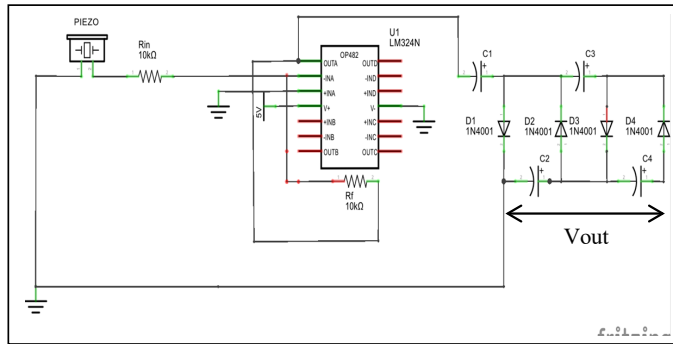 PIEZO
Rin
10kΩ
U1
LM324N
OP482
OUTA
-INA
+INA
V+
+INB
-INB
OUTB
OUTD
-IND
+IND
V-
+INC
-INC
OUTC
5V
Rf
10kΩ
C1
+
C3
+
D1
1N4001
D2
1N4001
D3
1N4001
D4
1N4001
C2
+
C4
+
Vout